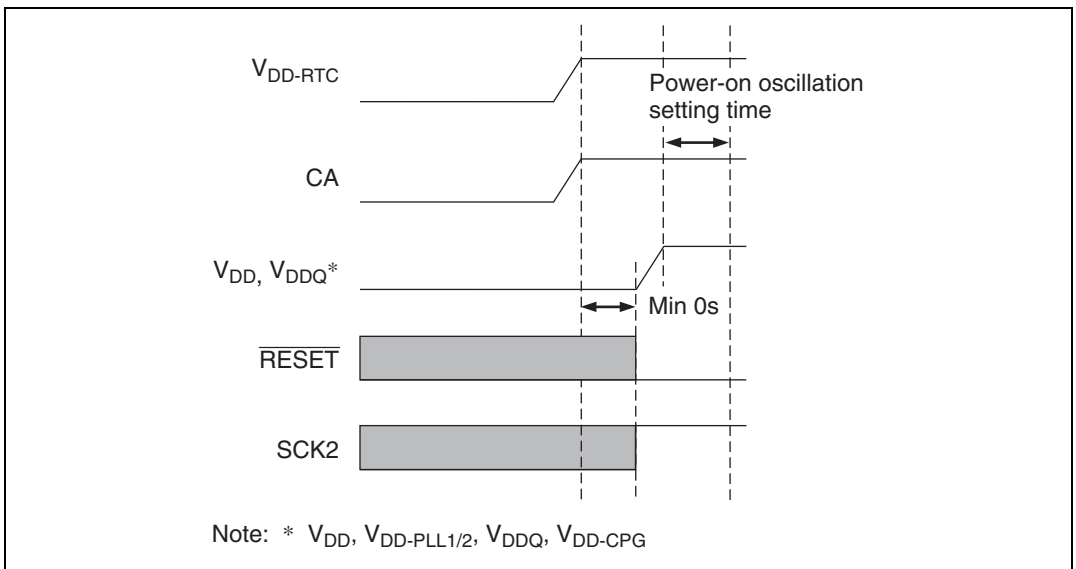 VDD-RTC
Power-on oscillation
setting time
CA
VDD, VDDQ*
Min 0s
RESET
SCK2
Note: * VDD, VDD-PLL1/2, VDDQ, VDD-CPG